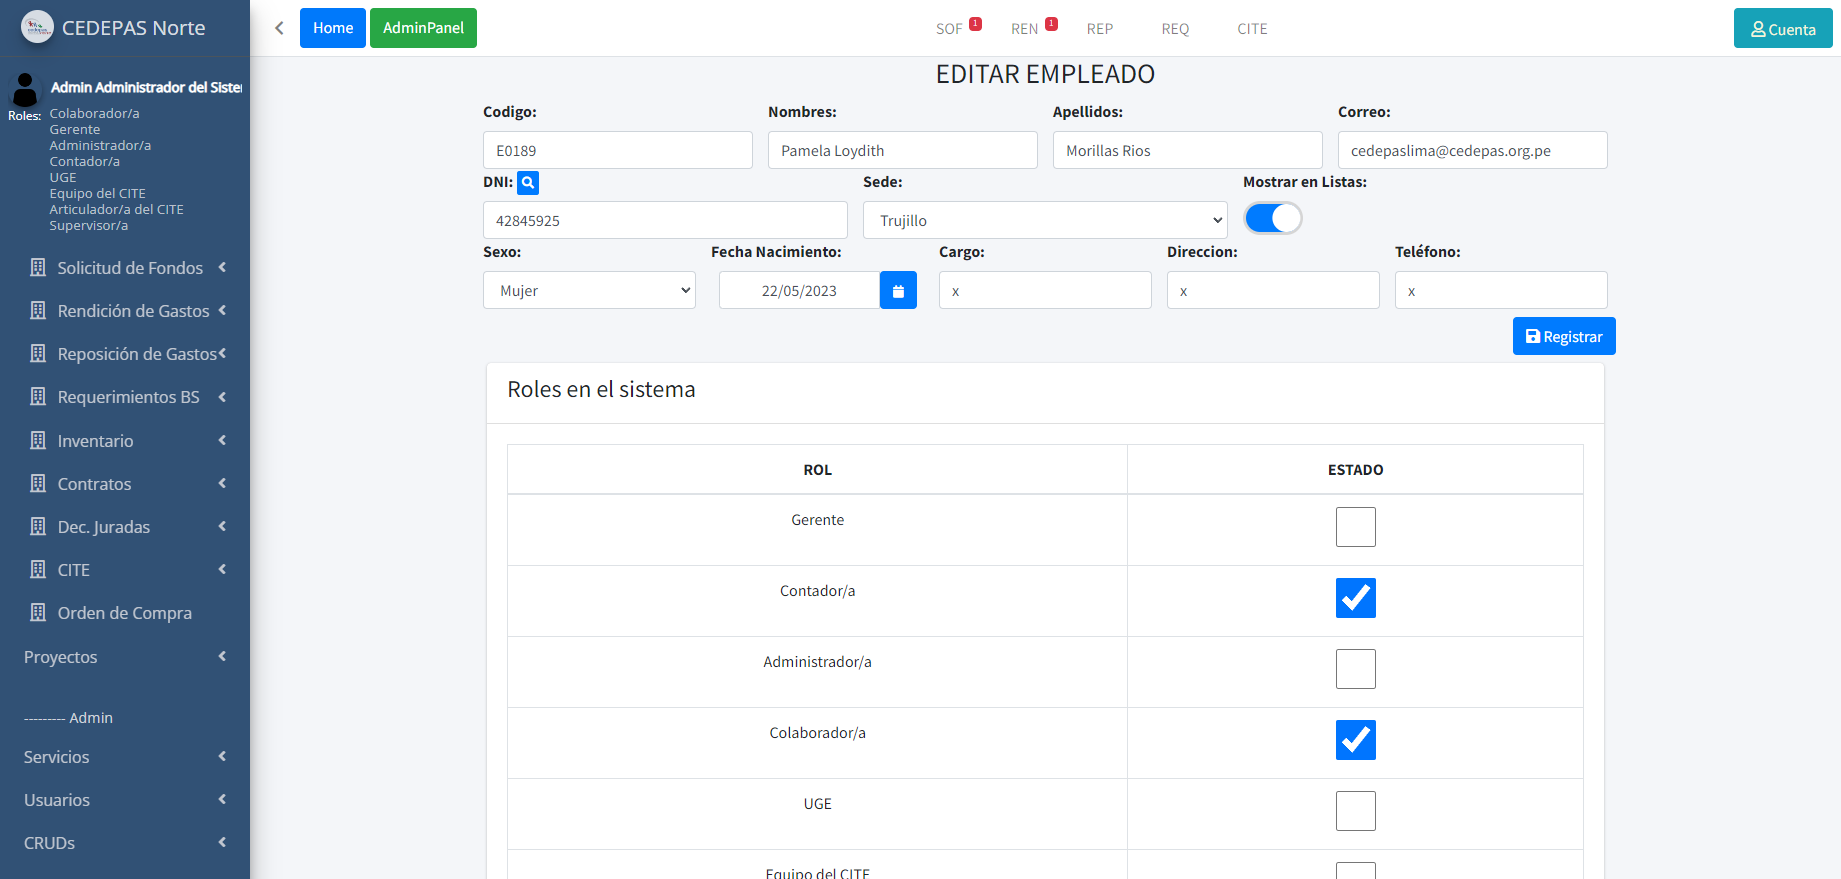 CEDEPAS Norte
Home
AdminPanel
SOF 1
REN 1
REP
REQ
CITE
Cuenta
Admin Administrador del Sister
Roles:
Colaborador/a
Gerente
Administrador/a
Contador/a
UGE
Equipo del CITE
Articulador/a del CITE
Supervisor/a
Solicitud de Fondos
Rendición de Gastos
Reposición de Gastos
Requerimientos BS
Inventario
Contratos
Dec. Juradas
CITE
Orden de Compra
Proyectos
--------- Admin
Servicios
Usuarios
CRUDs
EDITAR EMPLEADO
Codigo: Nombres: Apellidos: Correo:
E0189 Pamela Loydith Morillas Rios cedepaslima@cedepas.org.pe
DNI: Sede: Mostrar en Listas:
42845925 Trujillo
Sexo: Fecha Nacimiento: Cargo: Direccion: Teléfono:
Mujer 22/05/2023 x x x
Registrar
Roles en el sistema
ROL ESTADO
Gerente
Contador/a
Administrador/a
Colaborador/a
UGE
Equipo del CITE